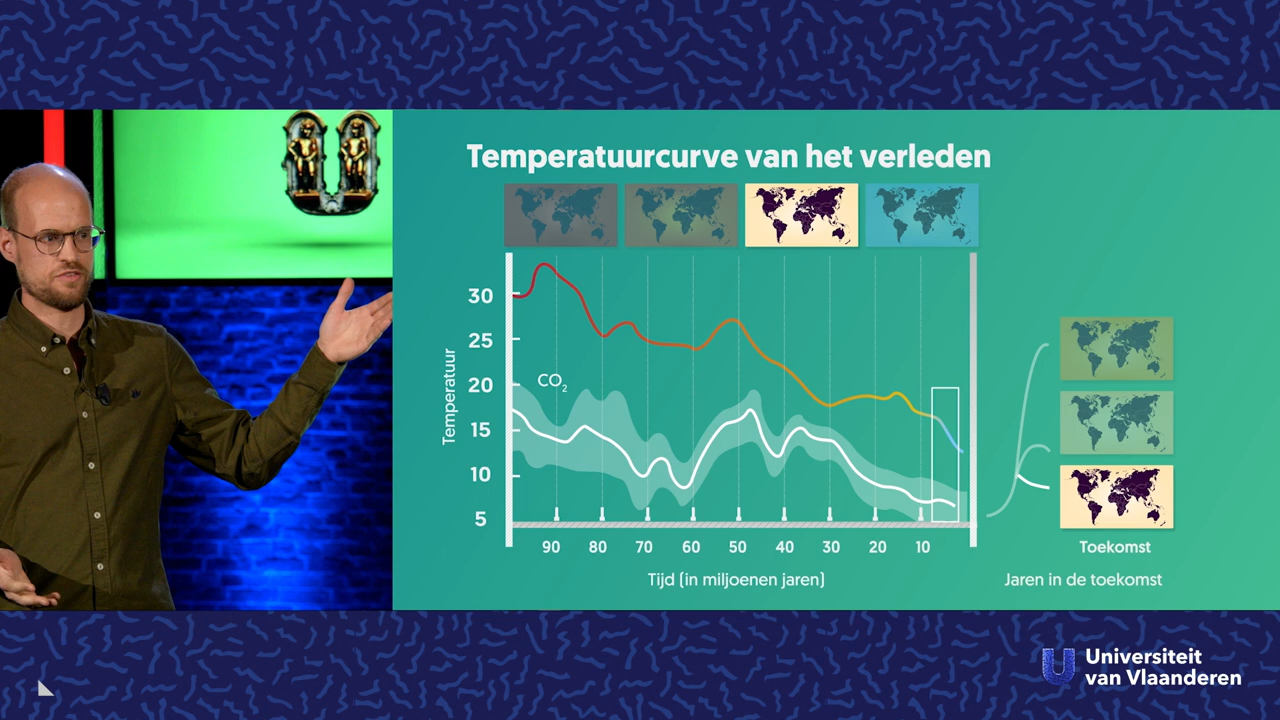 Temperatuurcurve van het verleden
30
25
20
15
10
5
Temperatuur
CO₂
90 80 70 60 50 40 30 20 10
Tijd (in miljoenen jaren)
Toekomst
Jaren in de toekomst
Universiteit
van Vlaanderen